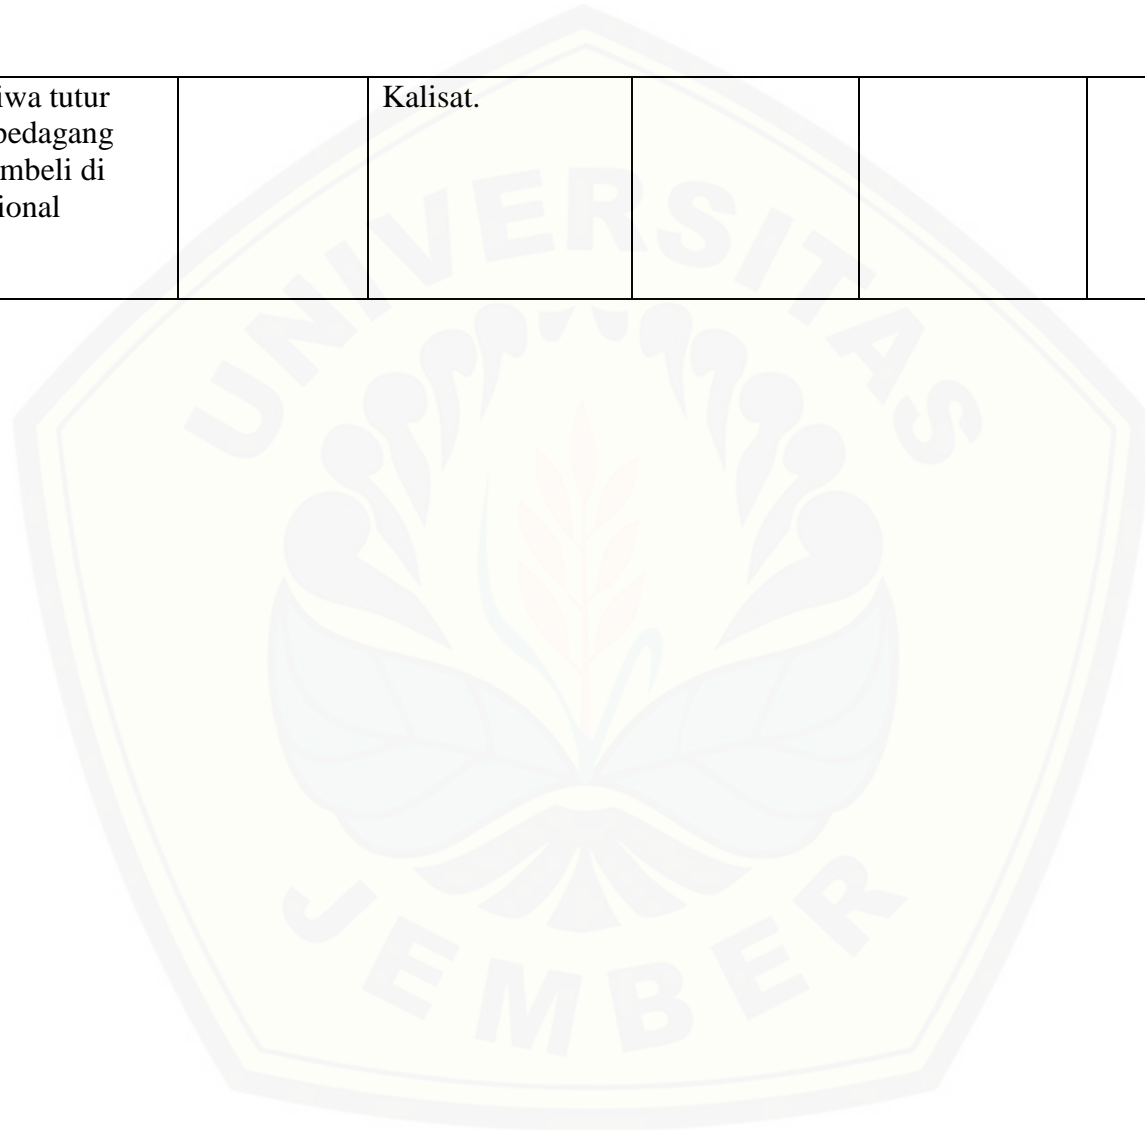 iwa tutur
pedagang
mbeli di
ional
Kalisat.
UNIVERSITAS
JEMBER